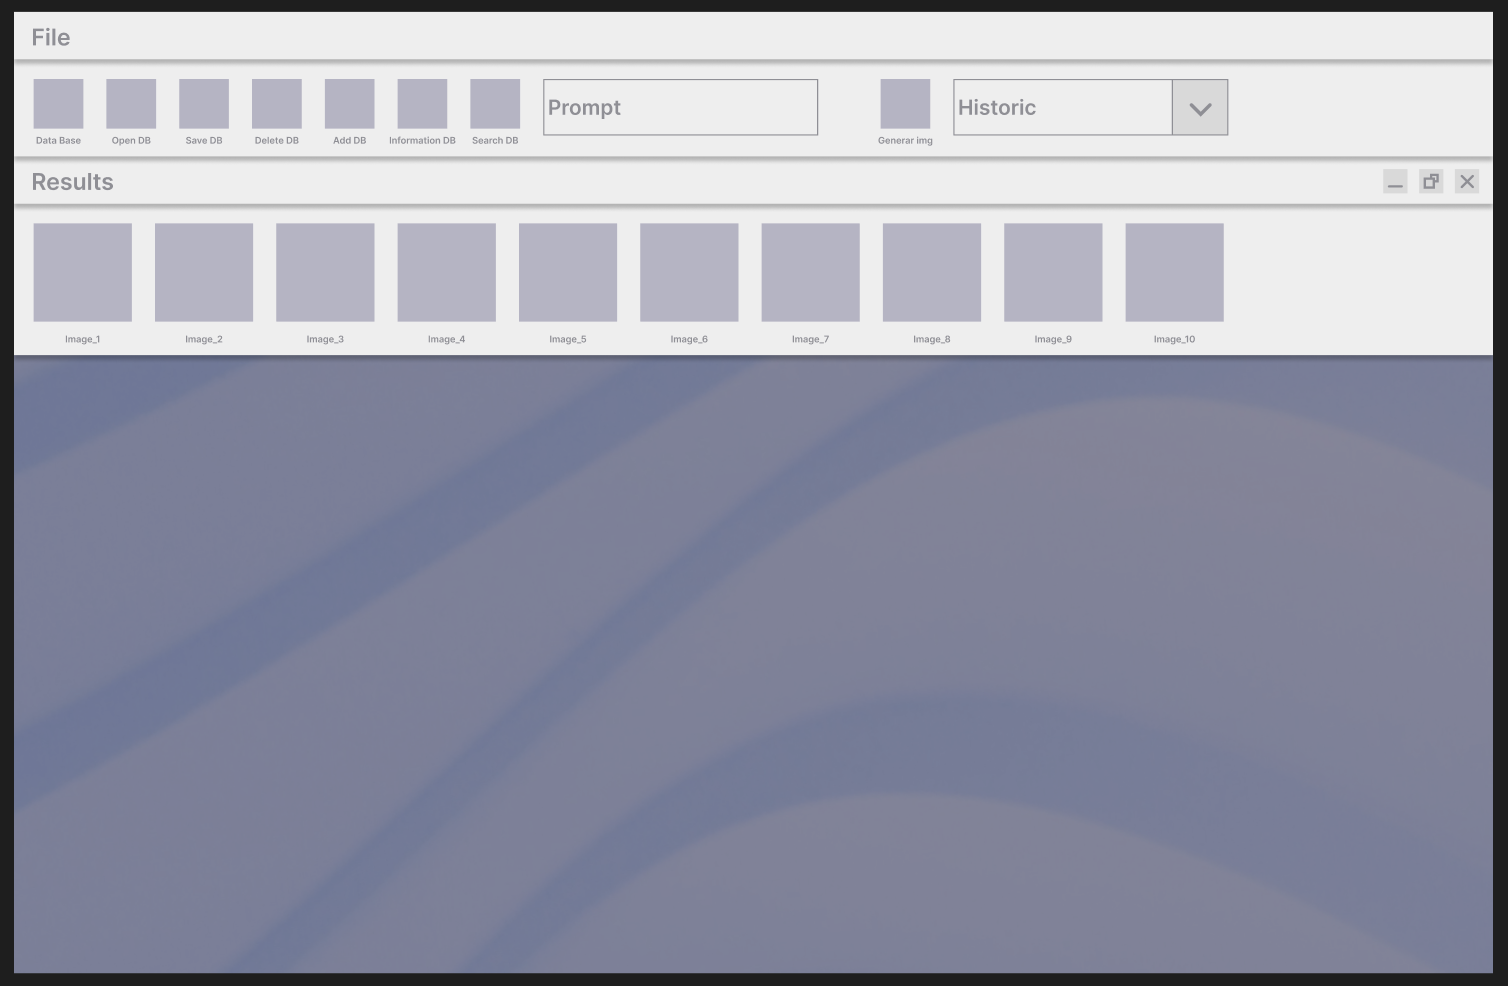 File
Data Base Open DB Save DB Delete DB Add DB Information DB Search DB Prompt Generar img Historic
Results
Image_1 Image_2 Image_3 Image_4 Image_5 Image_6 Image_7 Image_8 Image_9 Image_10